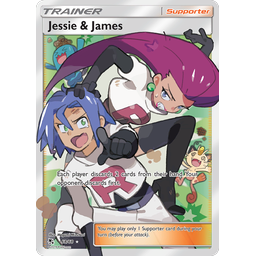 TRAINER
Supporter
Jessie & James
Each player discards 2 cards from their hand. Your
opponent discards first.
You may play only 1 Supporter card during your
turn (before your attack).